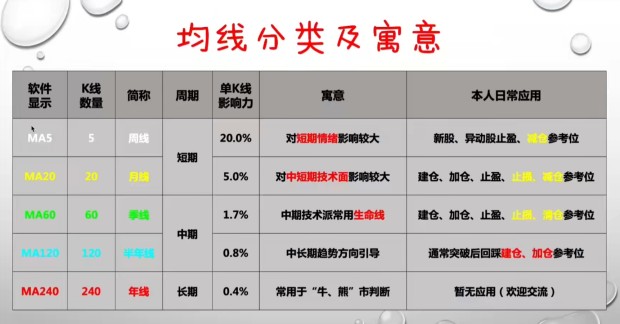 均线分类及寓意
软件显示 K线数量 简称 周期 单K线影响力 寓意 本人日常应用
MA5 5 周线 短期 20.0% 对短期情绪影响较大 新股、异动股止盈、减仓参考位
MA20 20 月线 5.0% 对中短期技术面影响较大 建仓、加仓、止盈、止损、减仓参考位
MA60 60 季线 中期 1.7% 中期技术派常用生命线 建仓、加仓、止盈、止损、清仓参考位
MA120 120 半年线 0.8% 中长期趋势方向引导 通常突破后回踩建仓、加仓参考位
MA240 240 年线 长期 0.4% 常用于“牛、熊”市判断 暂无应用（欢迎交流）